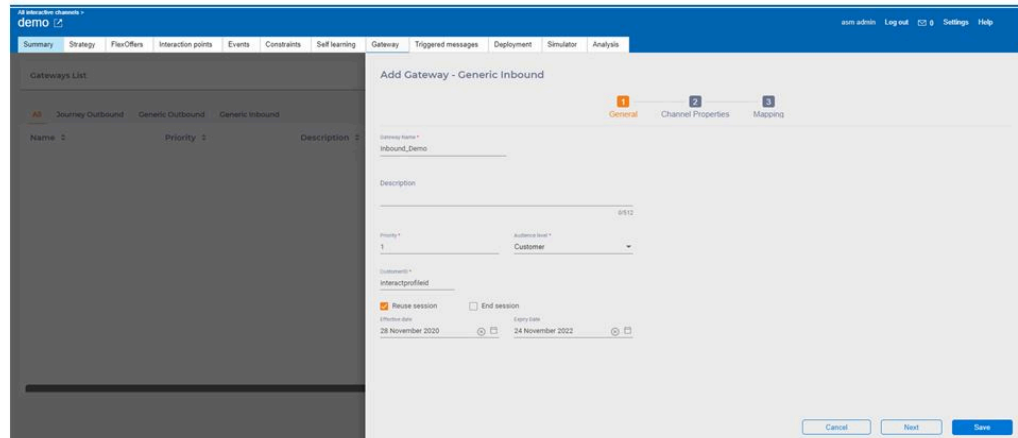 All interactive channels >
demo
asm admin Log out 0 Settings Help
Summary Strategy FlexOffers Interaction points Events Constraints Self learning Gateway Triggered messages Deployment Simulator Analysis
Gateways List
Add Gateway - Generic Inbound
1 2 3
General Channel Properties Mapping
All Journey Outbound Generic Outbound Generic Inbound
Name Priority Description
Gateway Name *
Inbound_Demo
Description
0/512
Priority * Audience level *
1 Customer
CustomerID *
interactprofileid
Reuse session End session
Effective date Expiry Date
28 November 2020 24 November 2022
Cancel Next Save